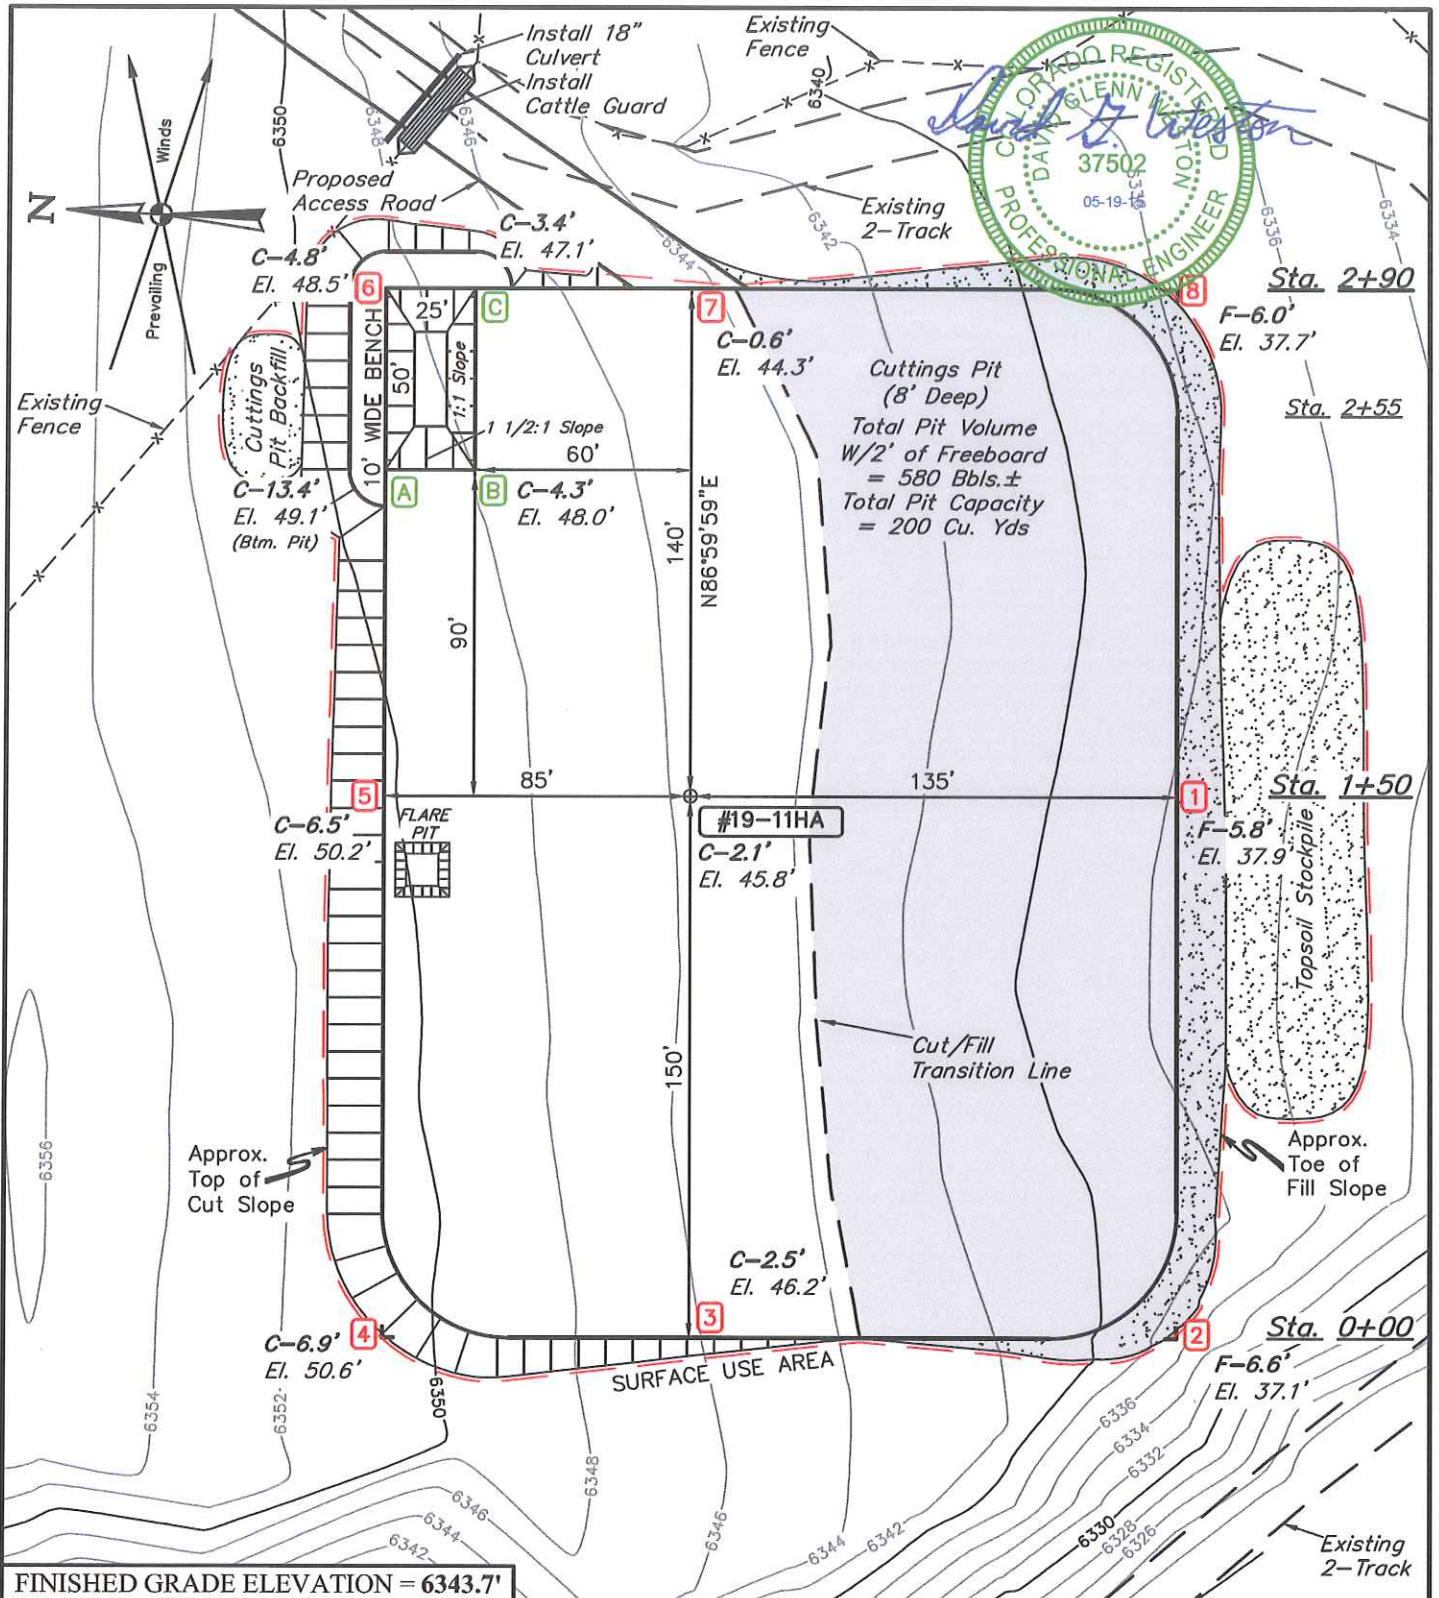 Install 18"
Culvert
Install
Cattle Guard
Existing
Fence
COLORADO REGISTERED
DAVID GLENN WESTON
David G. Weston
37502
PROFESSIONAL ENGINEER
6350
6348
6346
6340
6336
6334
Winds
Prevailing
N
Proposed
Access Road
C-3.4'
El. 47.1'
Existing
2-Track
6342
6344
C-4.8'
El. 48.5'
6
25'
C
7
8
Sta. 2+90
C-0.6'
El. 44.3'
F-6.0'
El. 37.7'
Sta. 2+55
Cuttings
Pit Backfill
10' WIDE BENCH
50'
1:1 Slope
1 1/2:1 Slope
60'
Existing
Fence
Cuttings Pit
(8' Deep)
Total Pit Volume
W/2' of Freeboard
= 580 Bbls.±
Total Pit Capacity
= 200 Cu. Yds
C-13.4'
El. 49.1'
(Btm. Pit)
A
B
C-4.3'
El. 48.0'
140'
N86°59'59"E
90'
5
85'
135'
1
Sta. 1+50
C-6.5'
El. 50.2'
FLARE
PIT
#19-11HA
C-2.1'
El. 45.8'
F-5.8'
El. 37.9'
Topsoil Stockpile
150'
Cut/Fill
Transition Line
Approx.
Top of
Cut Slope
Approx.
Toe of
Fill Slope
6356
C-2.5'
El. 46.2'
4
3
2
Sta. 0+00
C-6.9'
El. 50.6'
SURFACE USE AREA
F-6.6'
El. 37.1'
6354
6352
6350
6348
6346
6344
6342
6346
6344
6342
6336
6334
6332
6330
6328
6326
Existing
2-Track
FINISHED GRADE ELEVATION = 6343.7'